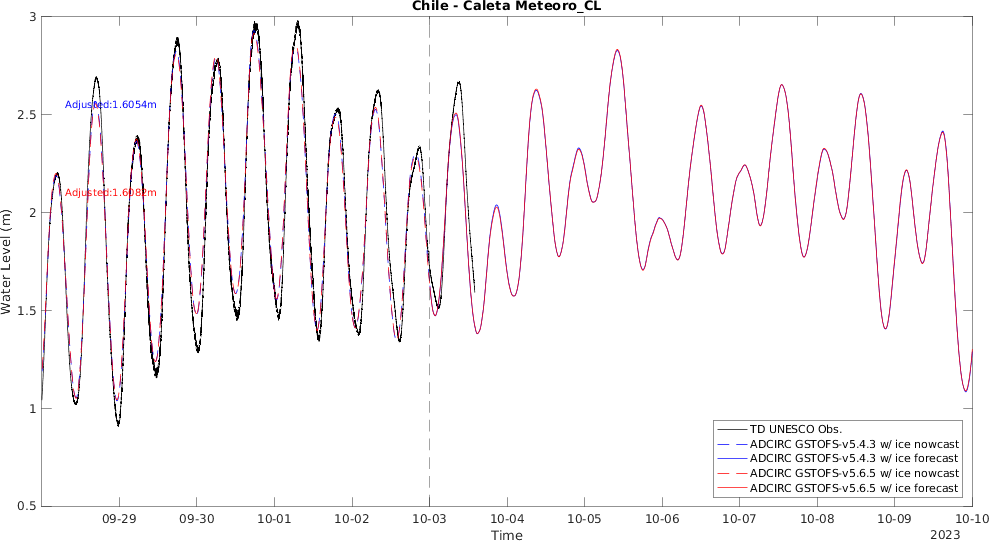 Chile - Caleta Meteoro_CL
3
2.5
2
1.5
1
0.5
Water Level (m)
Adjusted:1.6054m
Adjusted:1.6082m
TD UNESCO Obs.
ADCIRC GSTOFS-v5.4.3 w/ ice nowcast
ADCIRC GSTOFS-v5.4.3 w/ ice forecast
ADCIRC GSTOFS-v5.6.5 w/ ice nowcast
ADCIRC GSTOFS-v5.6.5 w/ ice forecast
09-29 09-30 10-01 10-02 10-03 10-04 10-05 10-06 10-07 10-08 10-09 10-10
Time
2023